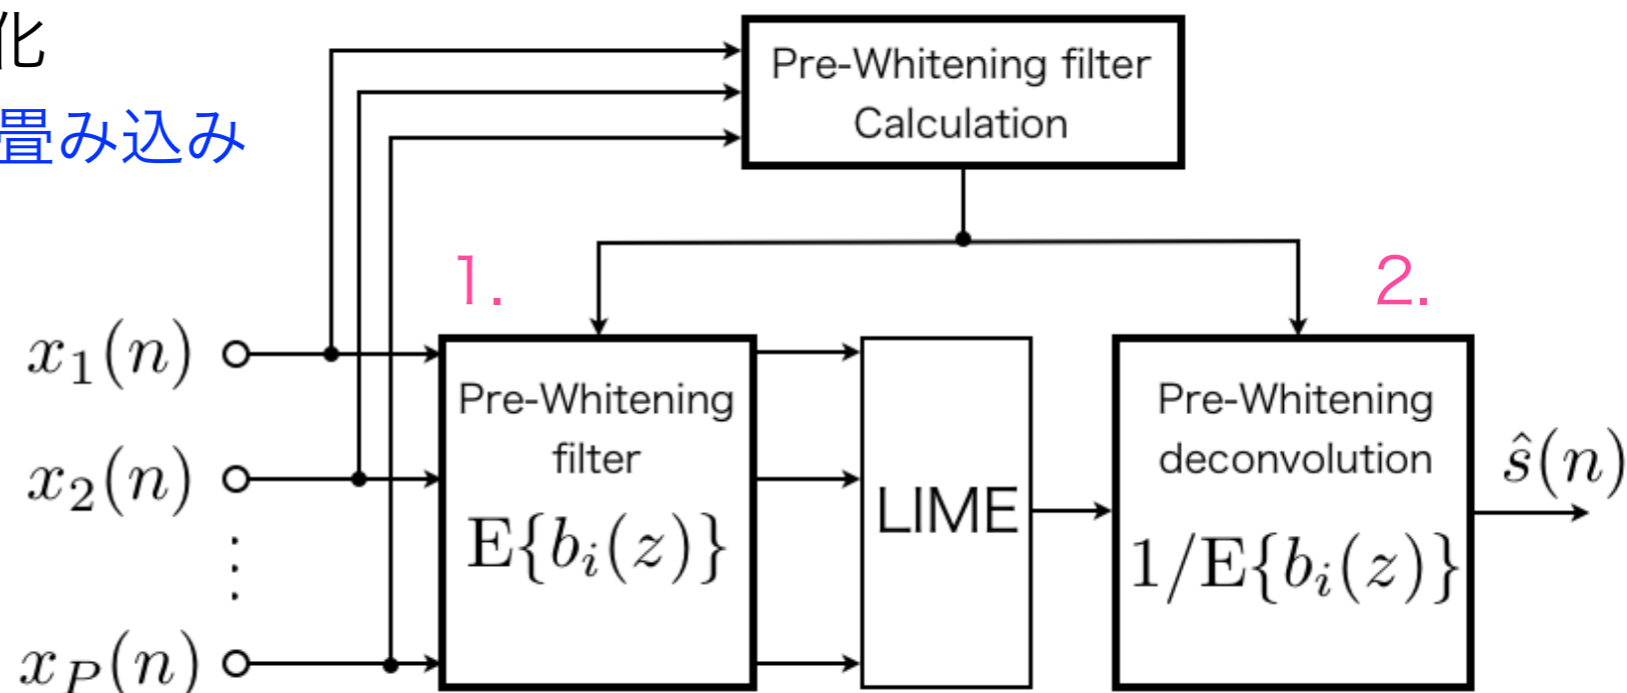 化
畳み込み
Pre-Whitening filter
Calculation
1.
2.
x_1(n)
x_2(n)
⋮
x_P(n)
Pre-Whitening
filter
E{b_i(z)}
LIME
Pre-Whitening
deconvolution
1/E{b_i(z)}
ŝ(n)